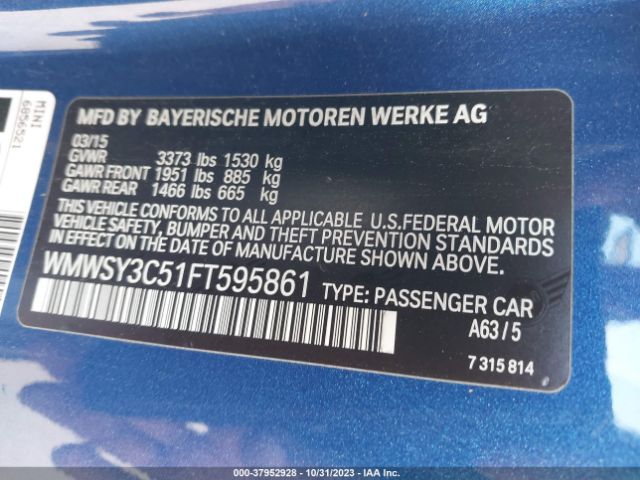 MINI
6856521
MFD BY BAYERISCHE MOTOREN WERKE AG
03/15
GVWR 3373 lbs 1530 kg
GAWR FRONT 1951 lbs 885 kg
GAWR REAR 1466 lbs 665 kg
THIS VEHICLE CONFORMS TO ALL APPLICABLE U.S.FEDERAL MOTOR
VEHICLE SAFETY, BUMPER AND THEFT PREVENTION STANDARDS
IN EFFECT ON THE DATE OF MANUFACTURE SHOWN ABOVE.
WMWSY3C51FT595861 TYPE: PASSENGER CAR
A63/5
7 315 814
000-37952928 - 10/31/2023 - IAA Inc.